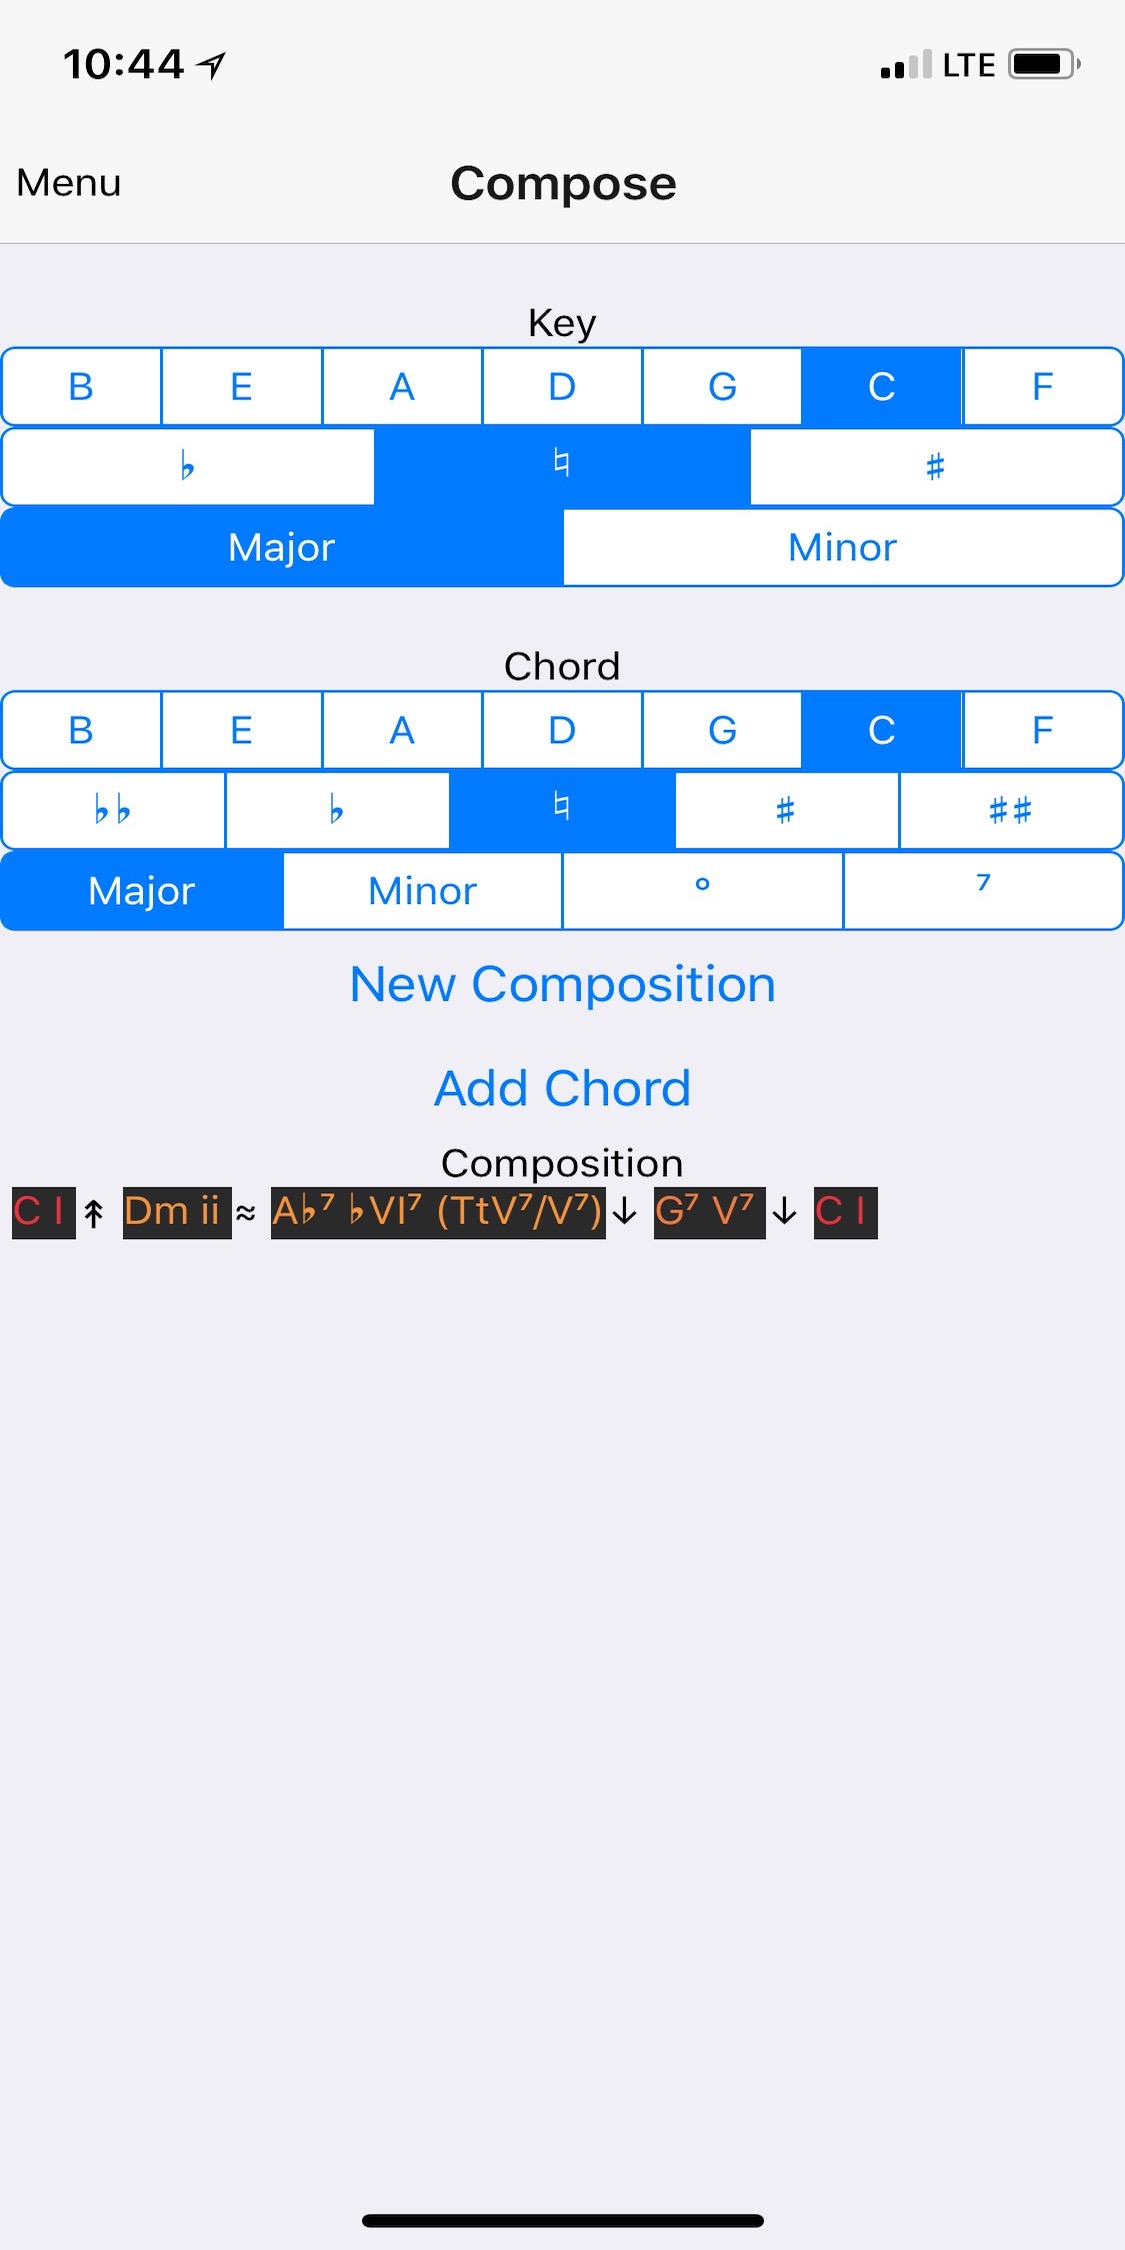 10:44 LTE
Menu Compose
Key
B E A D G C F
♭ ♮ ♯
Major Minor
Chord
B E A D G C F
♭♭ ♭ ♮ ♯ ♯♯
Major Minor ° ⁷
New Composition
Add Chord
Composition
C I ↟ Dm ii ≈ A♭⁷ ♭VI⁷ (TtV⁷/V⁷) ↓ G⁷ V⁷ ↓ C I